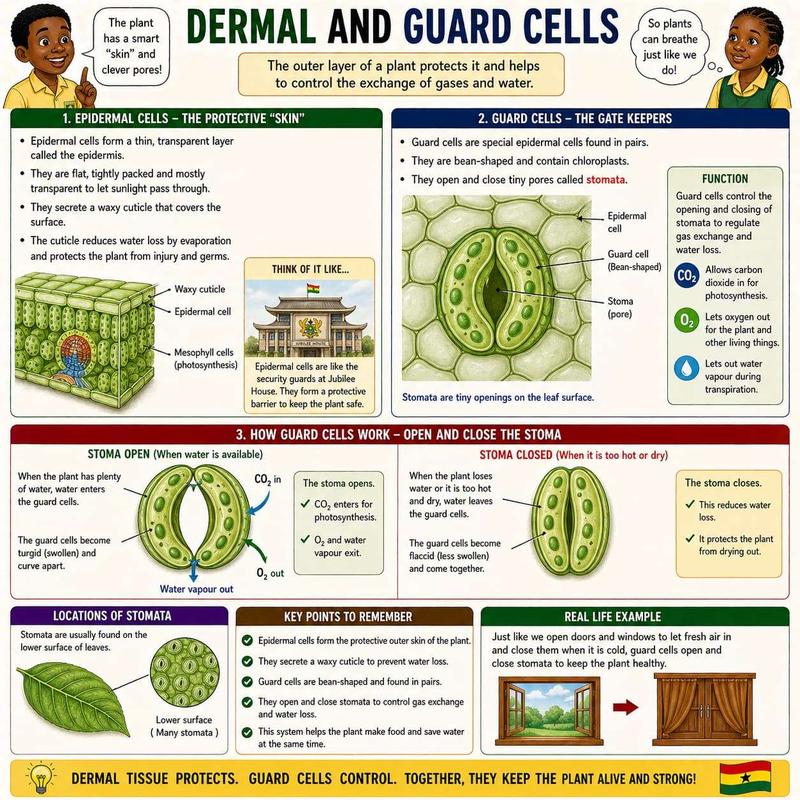 The plant
has a smart
"skin" and
clever pores!
DERMAL AND GUARD CELLS
So plants
can breathe
just like we
do!
The outer layer of a plant protects it and helps
to control the exchange of gases and water.
1. EPIDERMAL CELLS – THE PROTECTIVE "SKIN"
• Epidermal cells form a thin, transparent layer
called the epidermis.
• They are flat, tightly packed and mostly
transparent to let sunlight pass through.
• They secrete a waxy cuticle that covers the
surface.
• The cuticle reduces water loss by evaporation
and protects the plant from injury and germs.
Waxy cuticle
Epidermal cell
Mesophyll cells
(photosynthesis)
THINK OF IT LIKE...
JUBILEE HOUSE
Epidermal cells are like the
security guards at Jubilee
House. They form a protective
barrier to keep the plant safe.
2. GUARD CELLS – THE GATE KEEPERS
• Guard cells are special epidermal cells found in pairs.
• They are bean-shaped and contain chloroplasts.
• They open and close tiny pores called stomata.
Epidermal
cell
Guard cell
(Bean-shaped)
Stoma
(pore)
Stomata are tiny openings on the leaf surface.
FUNCTION
Guard cells control the
opening and closing of
stomata to regulate
gas exchange and
water loss.
CO₂
Allows carbon
dioxide in for
photosynthesis.
O₂
Lets oxygen out
for the plant and
other living things.
Lets out water
vapour during
transpiration.
3. HOW GUARD CELLS WORK – OPEN AND CLOSE THE STOMA
STOMA OPEN (When water is available)
When the plant has plenty
of water, water enters
the guard cells.
The guard cells become
turgid (swollen) and
curve apart.
CO₂ in
O₂ out
Water vapour out
The stoma opens.
✓ CO₂ enters for
photosynthesis.
✓ O₂ and water
vapour exit.
STOMA CLOSED (When it is too hot or dry)
When the plant loses
water or it is too hot
and dry, water leaves
the guard cells.
The guard cells become
flaccid (less swollen)
and come together.
The stoma closes.
✓ This reduces water
loss.
✓ It protects the plant
from drying out.
LOCATIONS OF STOMATA
Stomata are usually found on the
lower surface of leaves.
Lower surface
( Many stomata )
KEY POINTS TO REMEMBER
Epidermal cells form the protective outer skin of the plant.
They secrete a waxy cuticle to prevent water loss.
Guard cells are bean-shaped and found in pairs.
They open and close stomata to control gas exchange
and water loss.
This system helps the plant make food and save water
at the same time.
REAL LIFE EXAMPLE
Just like we open doors and windows to let fresh air in
and close them when it is cold, guard cells open and
close stomata to keep the plant healthy.
DERMAL TISSUE PROTECTS. GUARD CELLS CONTROL. TOGETHER, THEY KEEP THE PLANT ALIVE AND STRONG!